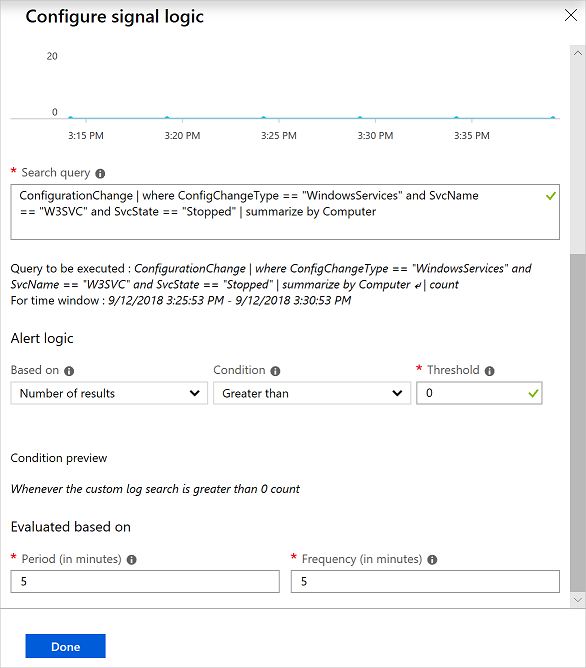 Configure signal logic
20
0
3:15 PM 3:20 PM 3:25 PM 3:30 PM 3:35 PM
* Search query
ConfigurationChange | where ConfigChangeType == "WindowsServices" and SvcName
== "W3SVC" and SvcState == "Stopped" | summarize by Computer
Query to be executed : ConfigurationChange | where ConfigChangeType == "WindowsServices" and
SvcName == "W3SVC" and SvcState == "Stopped" | summarize by Computer ↲ | count
For time window : 9/12/2018 3:25:53 PM - 9/12/2018 3:30:53 PM
Alert logic
Based on Condition * Threshold
Number of results Greater than 0
Condition preview
Whenever the custom log search is greater than 0 count
Evaluated based on
* Period (in minutes) * Frequency (in minutes)
5 5
Done